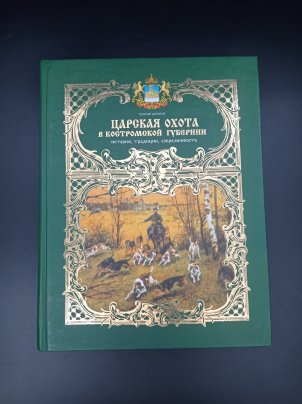 ЦАРСКАЯ ОХОТА
В КОСТРОМСКОЙ ГУБЕРНИИ
ИСТОРИЯ, ТРАДИЦИИ, СОВРЕМЕННОСТЬ